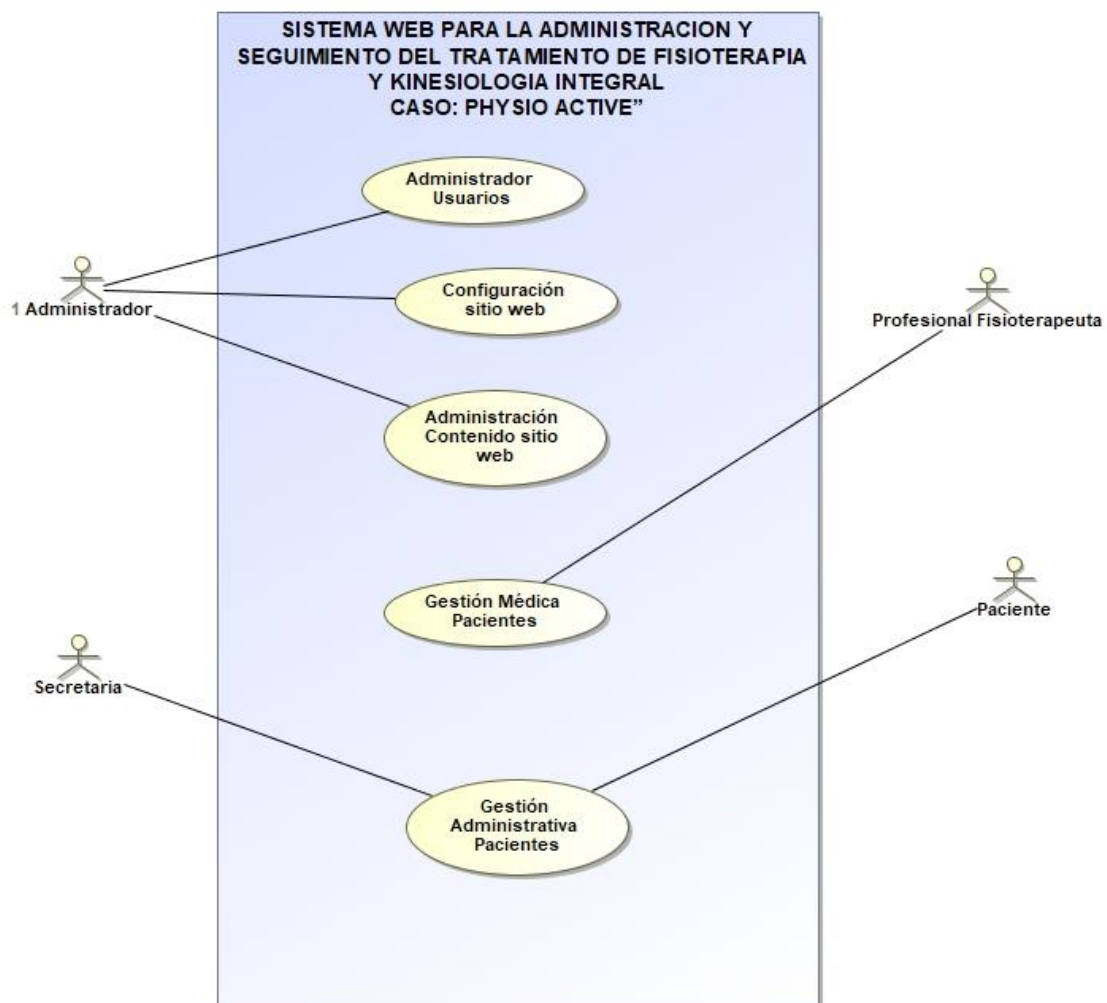 SISTEMA WEB PARA LA ADMINISTRACION Y
SEGUIMIENTO DEL TRATAMIENTO DE FISIOTERAPIA
Y KINESIOLOGIA INTEGRAL
CASO: PHYSIO ACTIVE”
Administrador
Usuarios
1 Administrador
Configuración
sitio web
Profesional Fisioterapeuta
Administración
Contenido sitio
web
Gestión Médica
Pacientes
Paciente
Secretaria
Gestión
Administrativa
Pacientes